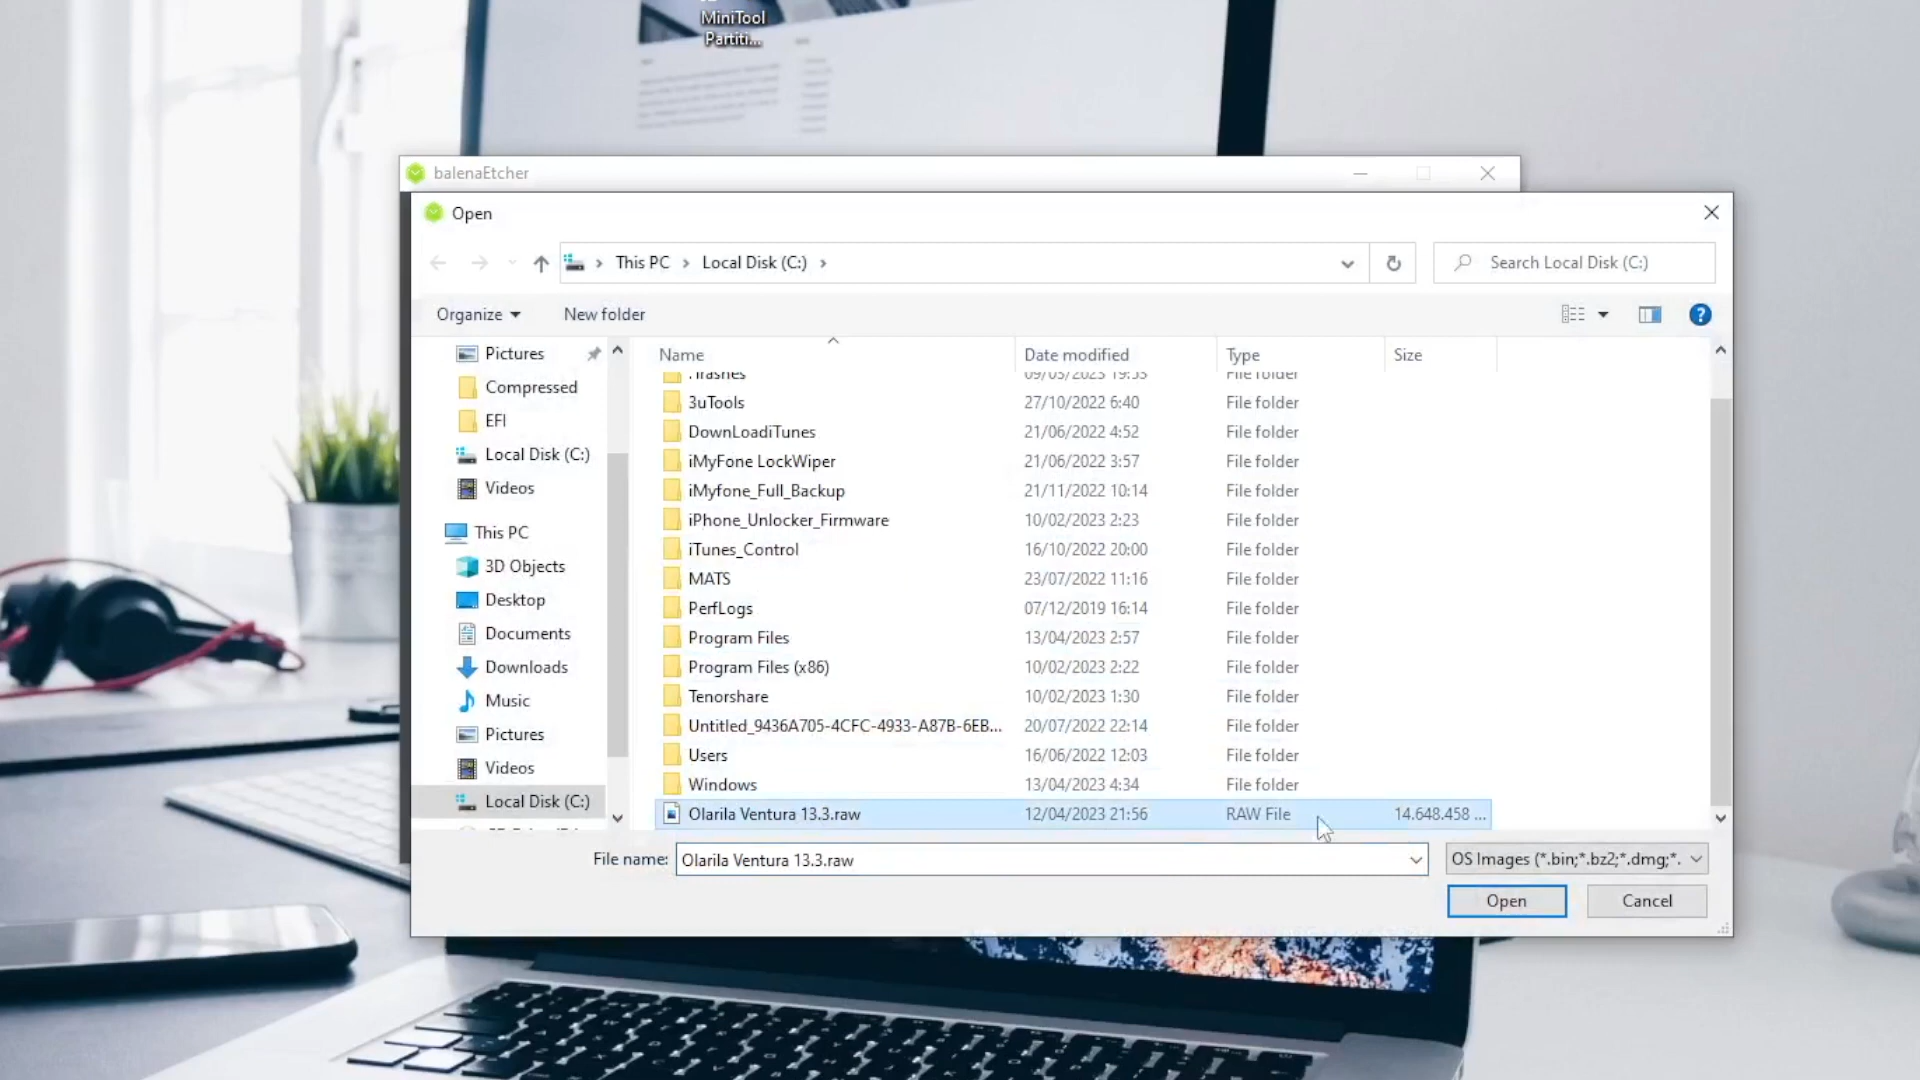 MiniTool
Partiti...
balenaEtcher
Open
This PC
Local Disk (C:)
Search Local Disk (C:)
Organize
New folder
Name
Date modified
Type
Size
Pictures
Compressed
EFI
Local Disk (C:)
Videos
This PC
3D Objects
Desktop
Documents
Downloads
Music
Pictures
Videos
Local Disk (C:)
.Trashes 09/03/2023 19:53 File folder
3uTools 27/10/2022 6:40 File folder
DownLoadiTunes 21/06/2022 4:52 File folder
iMyFone LockWiper 21/06/2022 3:57 File folder
iMyfone_Full_Backup 21/11/2022 10:14 File folder
iPhone_Unlocker_Firmware 10/02/2023 2:23 File folder
iTunes_Control 16/10/2022 20:00 File folder
MATS 23/07/2022 11:16 File folder
PerfLogs 07/12/2019 16:14 File folder
Program Files 13/04/2023 2:57 File folder
Program Files (x86) 10/02/2023 2:22 File folder
Tenorshare 10/02/2023 1:30 File folder
Untitled_9436A705-4CFC-4933-A87B-6EB... 20/07/2022 22:14 File folder
Users 16/06/2022 12:03 File folder
Windows 13/04/2023 4:34 File folder
Olarila Ventura 13.3.raw 12/04/2023 21:56 RAW File 14.648.458 ...
File name: Olarila Ventura 13.3.raw
OS Images (*.bin;*.bz2;*.dmg;*.
Open
Cancel